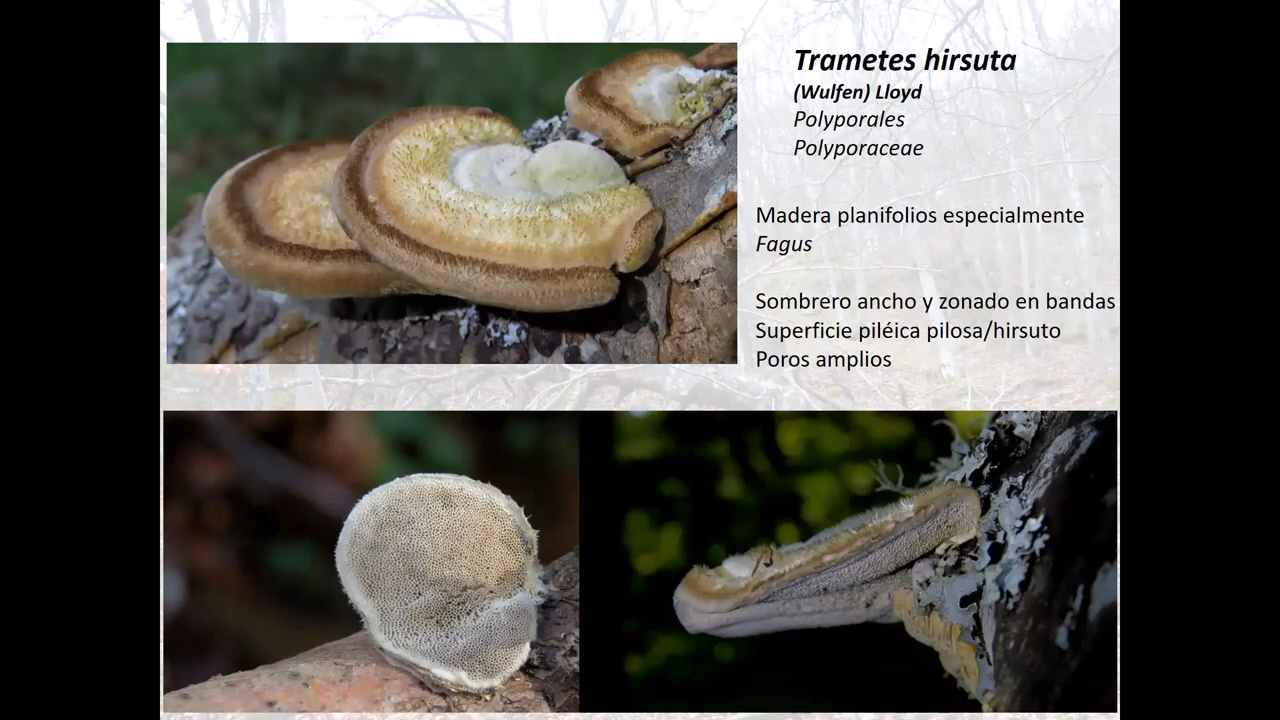 Trametes hirsuta
(Wulfen) Lloyd
Polyporales
Polyporaceae
Madera planifolios especialmente
Fagus
Sombrero ancho y zonado en bandas
Superficie piléica pilosa/hirsuto
Poros amplios